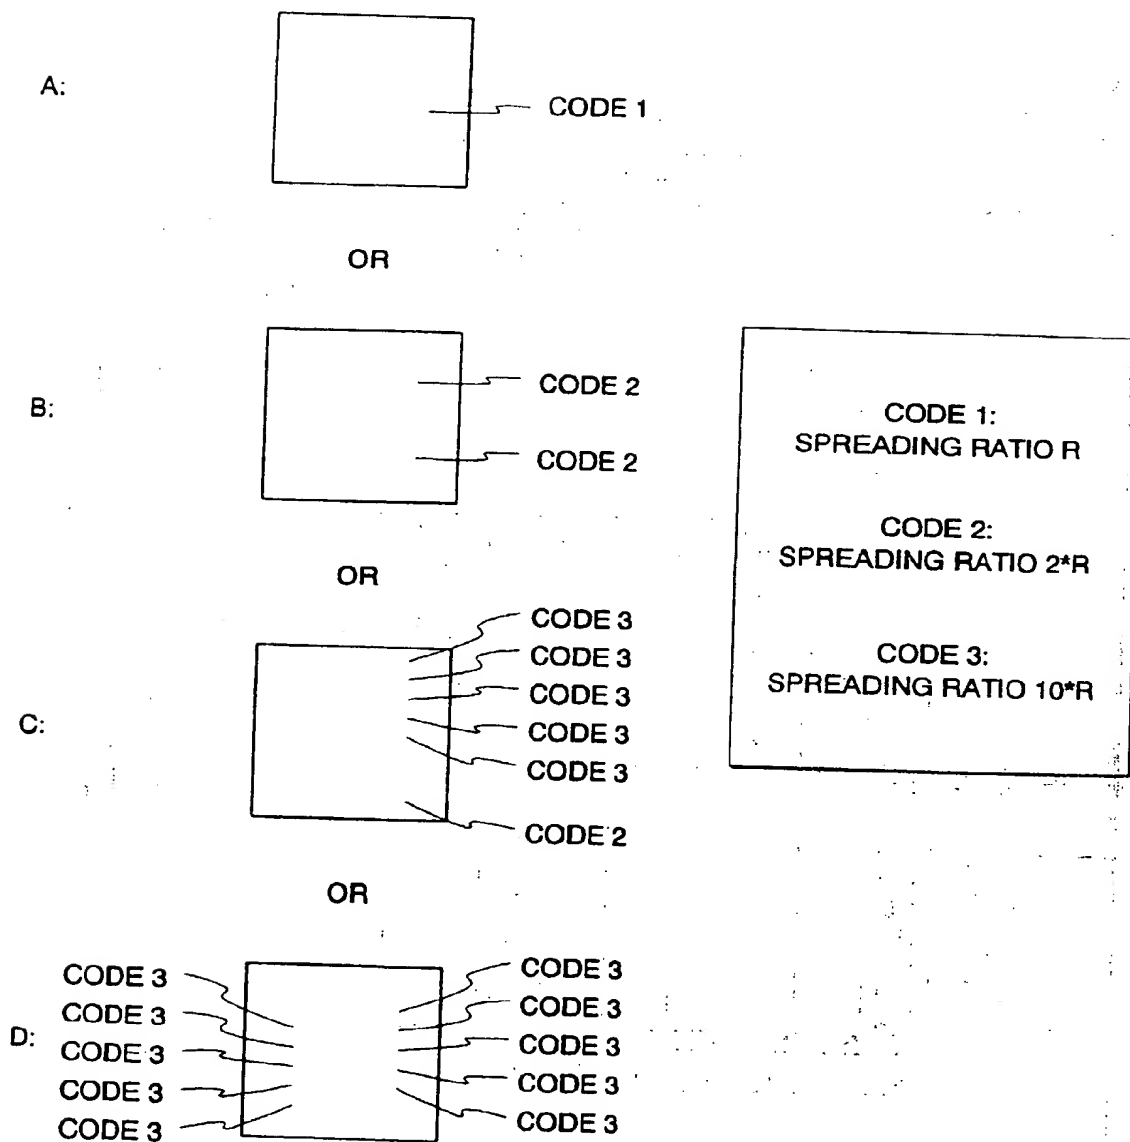 A:
CODE 1
OR
B:
CODE 2
CODE 2
OR
C:
CODE 3
CODE 3
CODE 3
CODE 3
CODE 3
CODE 2
OR
D:
CODE 3
CODE 3
CODE 3
CODE 3
CODE 3
CODE 3
CODE 3
CODE 3
CODE 3
CODE 3
CODE 1:
SPREADING RATIO R
CODE 2:
SPREADING RATIO 2*R
CODE 3:
SPREADING RATIO 10*R